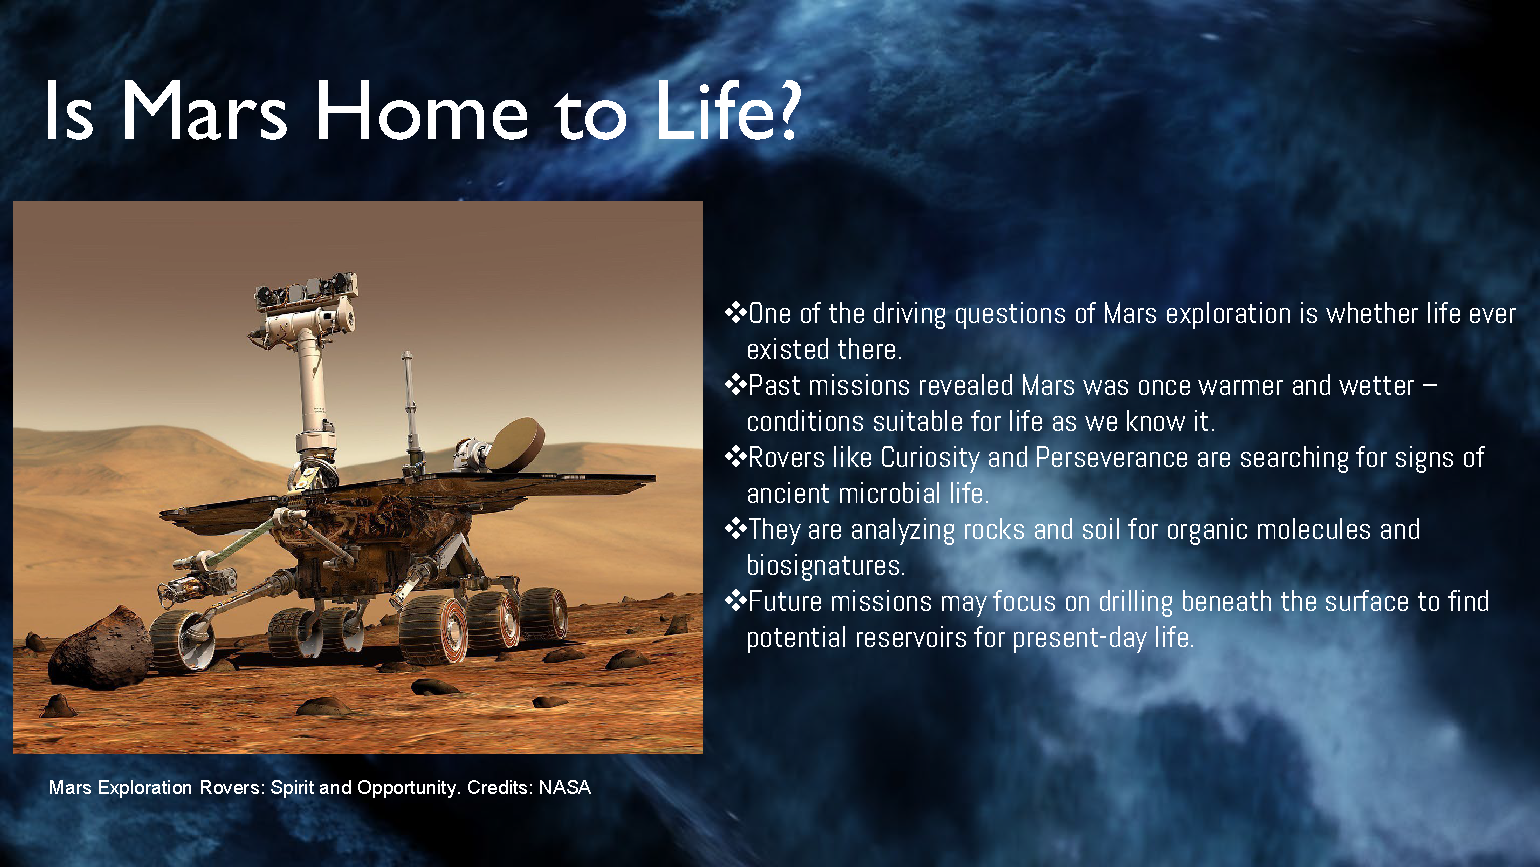 Is Mars Home to Life?
❖One of the driving questions of Mars exploration is whether life ever
existed there.
❖Past missions revealed Mars was once warmer and wetter –
conditions suitable for life as we know it.
❖Rovers like Curiosity and Perseverance are searching for signs of
ancient microbial life.
❖They are analyzing rocks and soil for organic molecules and
biosignatures.
❖Future missions may focus on drilling beneath the surface to find
potential reservoirs for present-day life.
Mars Exploration Rovers: Spirit and Opportunity. Credits: NASA